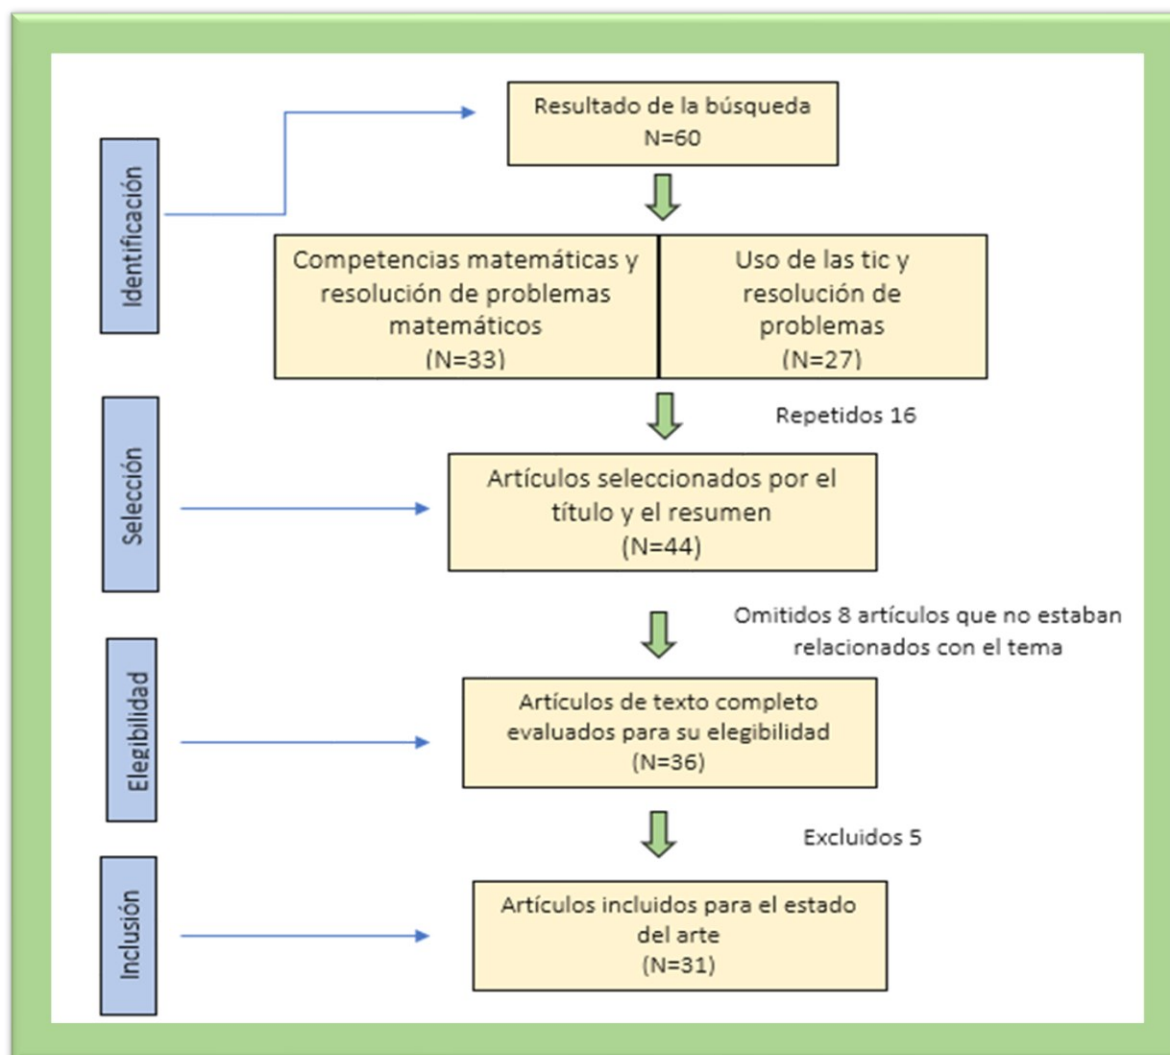 Identificación
Resultado de la búsqueda
N=60
Competencias matemáticas y
resolución de problemas
matemáticos
(N=33)
Uso de las tic y
resolución de
problemas
(N=27)
Repetidos 16
Selección
Artículos seleccionados por el
título y el resumen
(N=44)
Omitidos 8 artículos que no estaban
relacionados con el tema
Elegibilidad
Artículos de texto completo
evaluados para su elegibilidad
(N=36)
Excluidos 5
Inclusión
Artículos incluidos para el estado
del arte
(N=31)